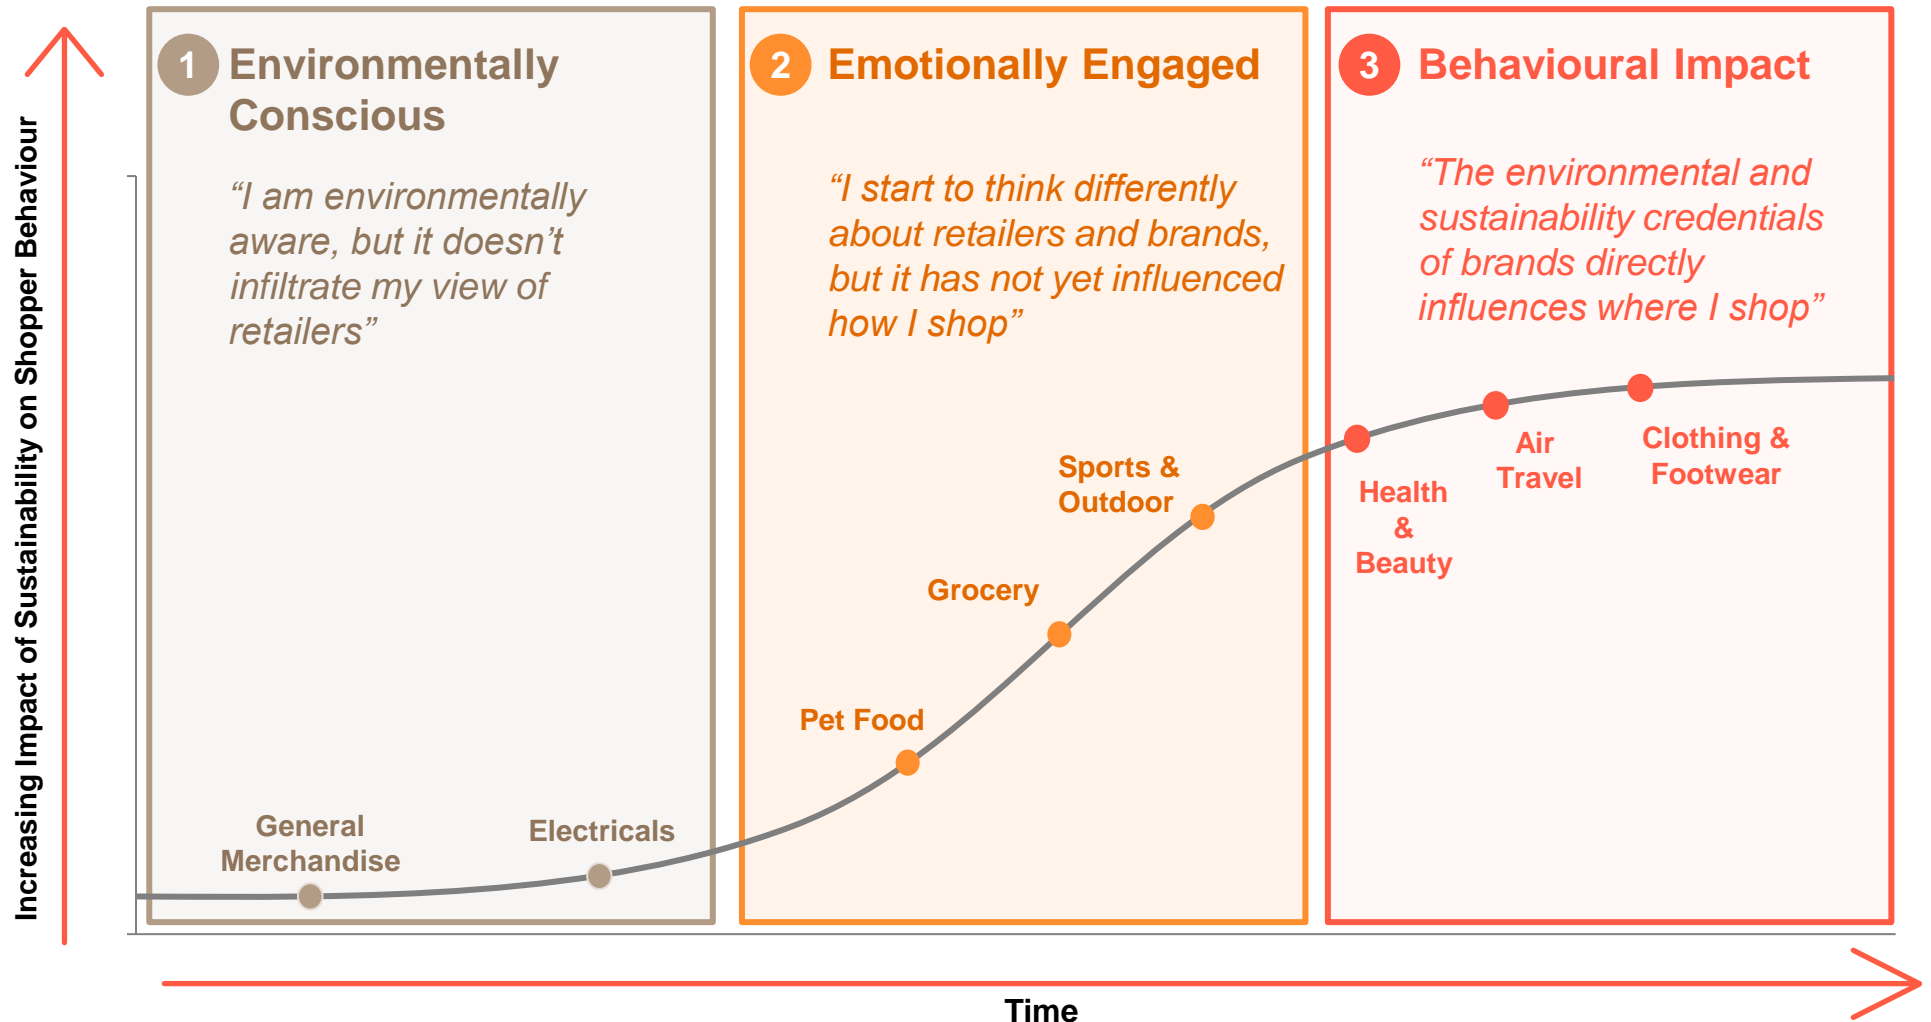 Increasing Impact of Sustainability on Shopper Behaviour
1
Environmentally
Conscious
“I am environmentally
aware, but it doesn’t
infiltrate my view of
retailers”
General
Merchandise
Electricals
2
Emotionally Engaged
“I start to think differently
about retailers and brands,
but it has not yet influenced
how I shop”
Sports &
Outdoor
Grocery
Pet Food
3
Behavioural Impact
“The environmental and
sustainability credentials
of brands directly
influences where I shop”
Health
&
Beauty
Air
Travel
Clothing &
Footwear
Time